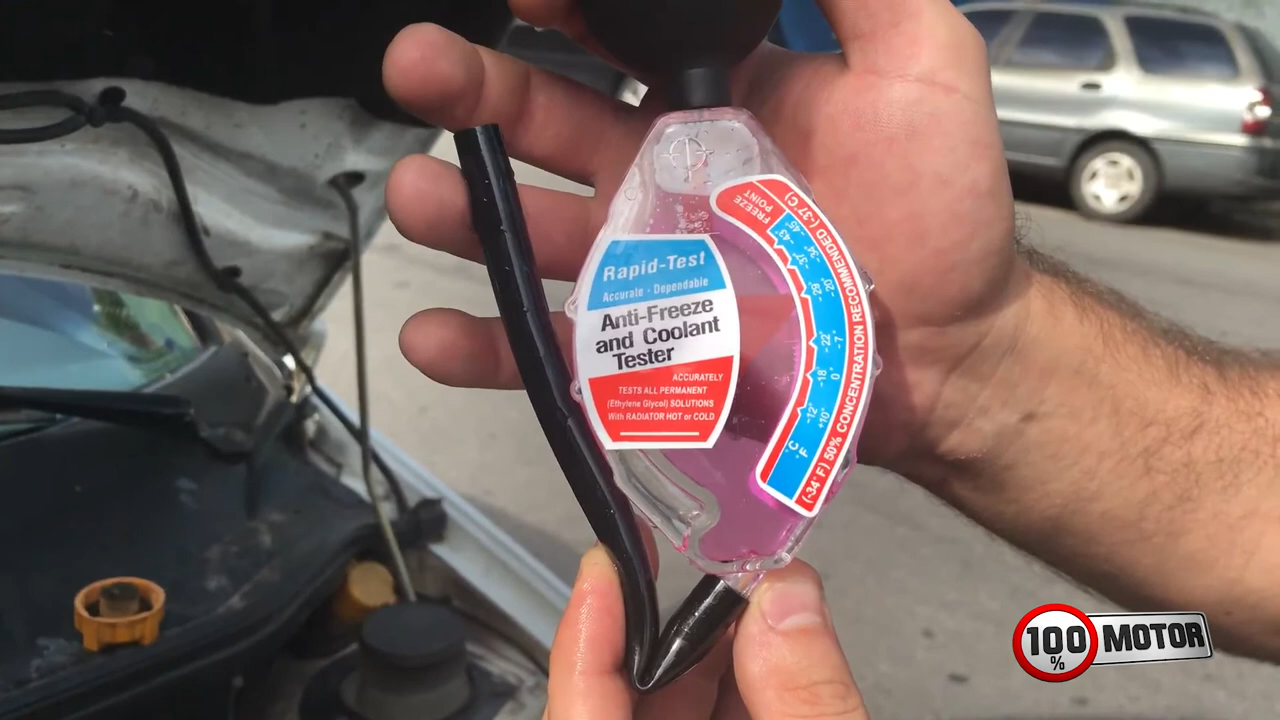 Rapid-Test
Accurate - Dependable
Anti-Freeze
and Coolant
Tester
ACCURATELY
TESTS ALL PERMANENT
(Ethylene Glycol) SOLUTIONS
With RADIATOR HOT or COLD
FREEZE
POINT
-43° -45°
-37° -34°
-29° -20°
-22° -7°
-18° 0°
-12° +10°
°C °F
(-34°F) 50% CONCENTRATION RECOMMENDED (-37°C)
100
%
MOTOR